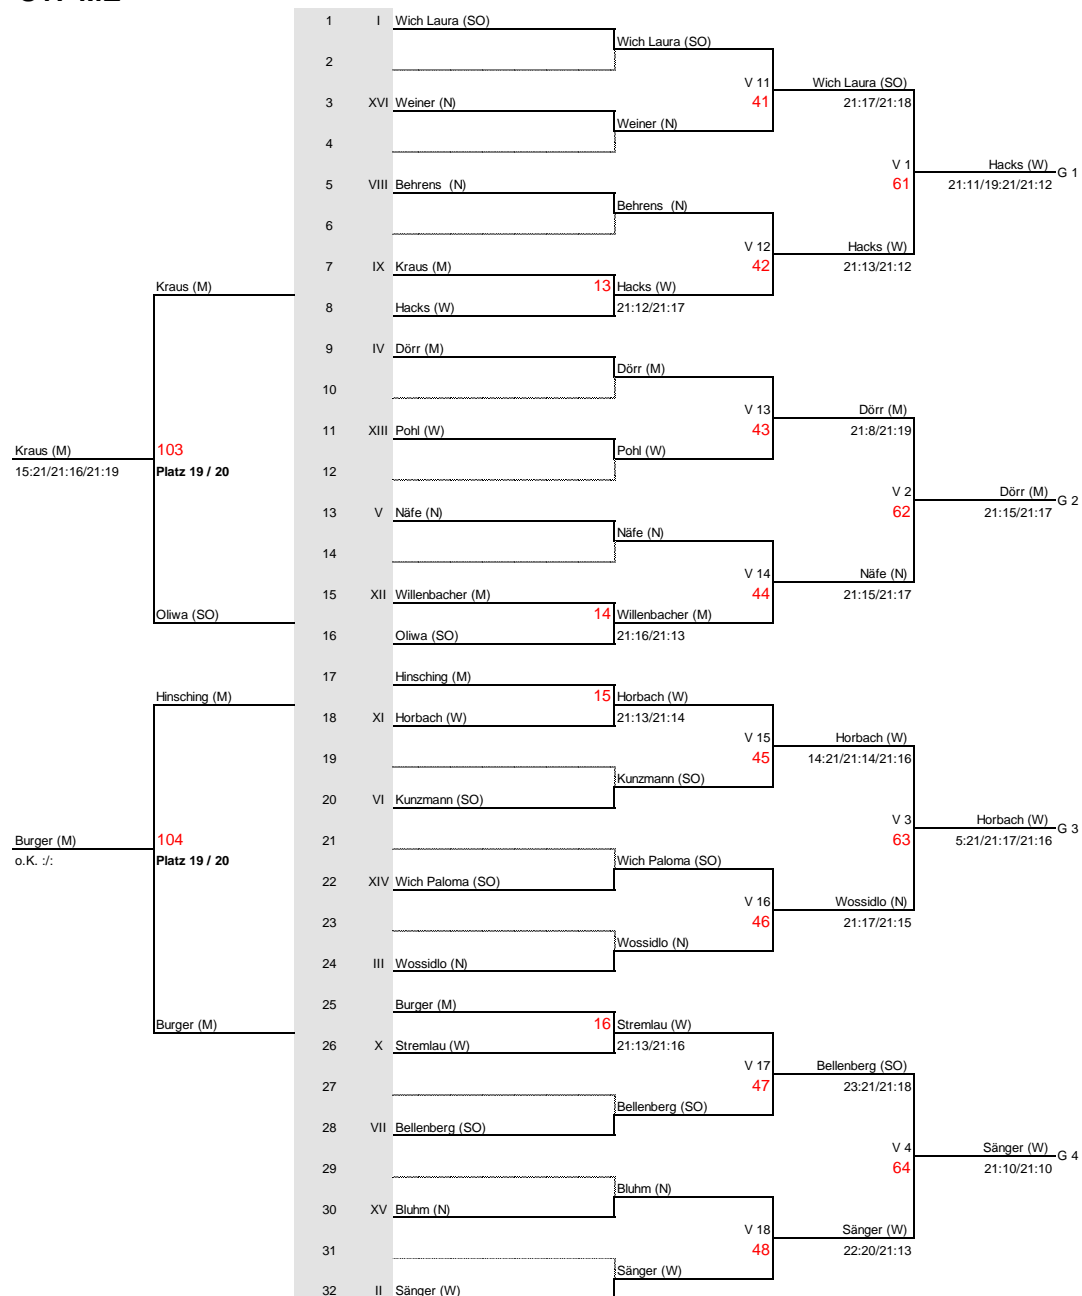 1 I Wich Laura (SO)
Wich Laura (SO)
2
V 11 Wich Laura (SO)
3 XVI Weiner (N) 41 21:17/21:18
Weiner (N)
4
V 1 Hacks (W) G 1
5 VIII Behrens (N) 61 21:11/19:21/21:12
Behrens (N)
6
V 12 Hacks (W)
7 IX Kraus (M) 42 21:13/21:12
Kraus (M) 13 Hacks (W)
8 Hacks (W) 21:12/21:17
9 IV Dörr (M)
Dörr (M)
10
V 13 Dörr (M)
11 XIII Pohl (W) 43 21:8/21:19
Kraus (M) 103 Pohl (W)
15:21/21:16/21:19 Platz 19 / 20 12
V 2 Dörr (M) G 2
13 V Näfe (N) 62 21:15/21:17
Näfe (N)
14
V 14 Näfe (N)
15 XII Willenbacher (M) 44 21:15/21:17
Oliwa (SO) 14 Willenbacher (M)
16 Oliwa (SO) 21:16/21:13
17 Hinsching (M)
Hinsching (M) 15 Horbach (W)
18 XI Horbach (W) 21:13/21:14
V 15 Horbach (W)
19 45 14:21/21:14/21:16
Kunzmann (SO)
20 VI Kunzmann (SO)
V 3 Horbach (W) G 3
Burger (M) 104 21 63 5:21/21:17/21:16
o.K. :/: Platz 19 / 20 Wich Paloma (SO)
22 XIV Wich Paloma (SO)
V 16 Wossidlo (N)
23 46 21:17/21:15
Wossidlo (N)
24 III Wossidlo (N)
25 Burger (M)
Burger (M) 16 Stremlau (W)
26 X Stremlau (W) 21:13/21:16
V 17 Bellenberg (SO)
27 47 23:21/21:18
Bellenberg (SO)
28 VII Bellenberg (SO)
V 4 Sänger (W) G 4
29 64 21:10/21:10
Bluhm (N)
30 XV Bluhm (N)
V 18 Sänger (W)
31 48 22:20/21:13
Sänger (W)
32 II Sänger (W)